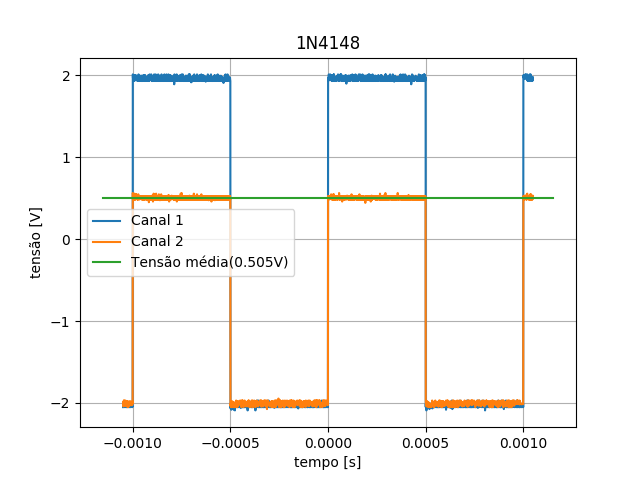 1N4148
2
1
0
−1
−2
tensão [V]
Canal 1
Canal 2
Tensão média(0.505V)
−0.0010
−0.0005
0.0000
0.0005
0.0010
tempo [s]